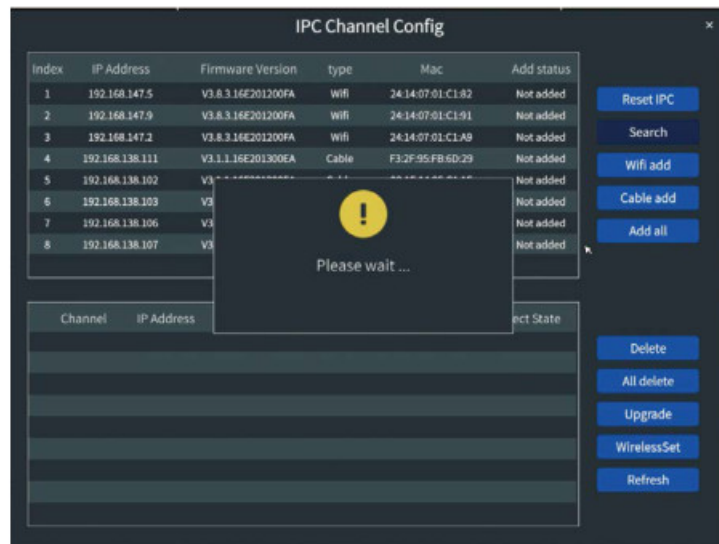 IPC Channel Config
×
Index IP Address Firmware Version type Mac Add status
1 192.168.147.5 V3.8.3.16E201200FA Wifi 24:14:07:01:C1:82 Not added
2 192.168.147.9 V3.8.3.16E201200FA Wifi 24:14:07:01:C1:91 Not added
3 192.168.147.2 V3.8.3.16E201200FA Wifi 24:14:07:01:C1:A9 Not added
4 192.168.138.111 V3.1.1.16E201300EA Cable F3:2F:95:FB:6D:29 Not added
5 192.168.138.102 Not added
6 192.168.138.103 V3 Not added
7 192.168.138.106 V3 Not added
8 192.168.138.107 V3 Not added
Please wait ...
Channel IP Address ect State
Reset IPC
Search
Wifi add
Cable add
Add all
Delete
All delete
Upgrade
WirelessSet
Refresh